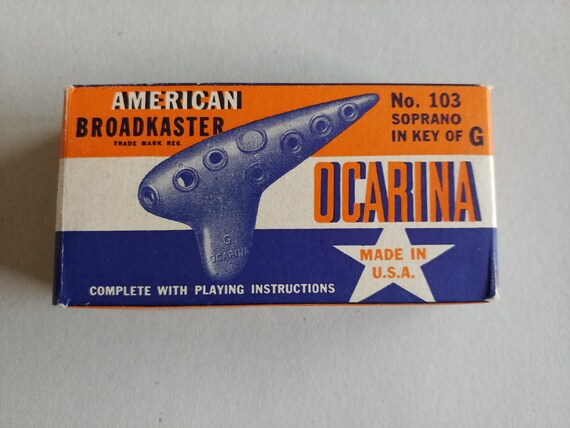 AMERICAN
BROADKASTER
TRADE MARK REG.
No. 103
SOPRANO
IN KEY OF G
OCARINA
G
OCARINA
MADE IN
U.S.A.
COMPLETE WITH PLAYING INSTRUCTIONS